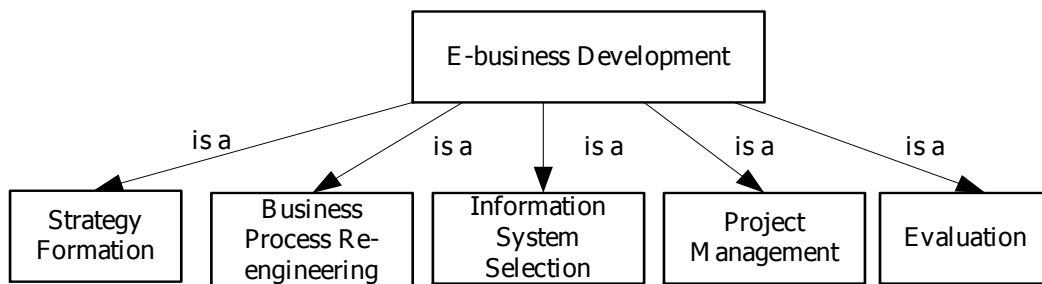 E-business Development
is a
is a
is a
is a
is a
Strategy
Formation
Business
Process Re-
engineering
Information
System
Selection
Project
Management
Evaluation